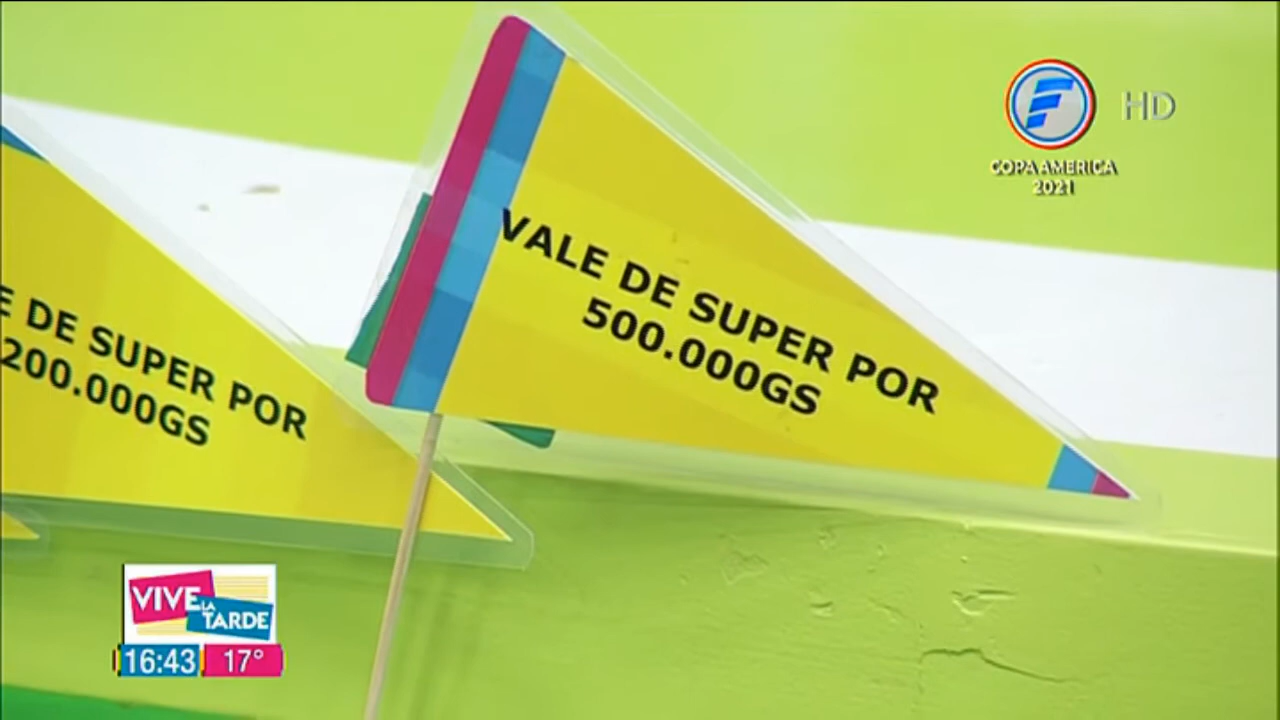 VALE DE SUPER POR
500.000GS
DE SUPER POR
200.000GS
COPA AMERICA
2021
HD
VIVE
LA
TARDE
16:43 17°